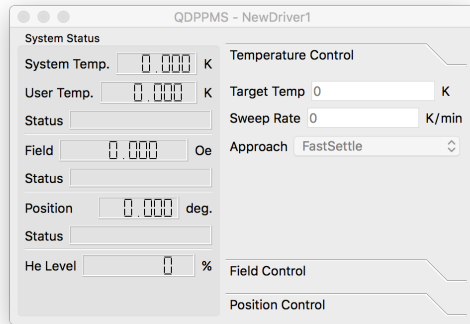 QDPPMS - NewDriver1
System Status
System Temp. 0.000 K
User Temp. 0.000 K
Status
Field 0.000 Oe
Status
Position 0.000 deg.
Status
He Level 0 %
Temperature Control
Target Temp 0 K
Sweep Rate 0 K/min
Approach FastSettle
Field Control
Position Control